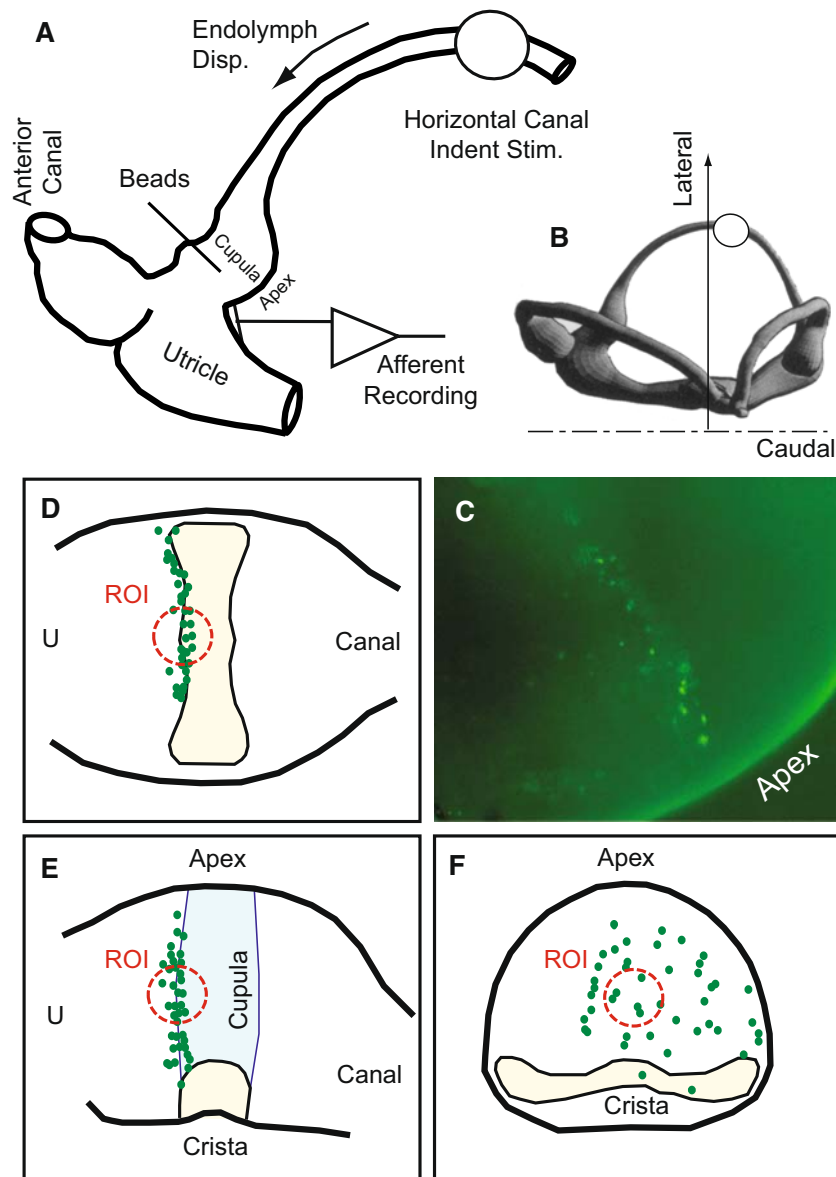 A
Endolymph
Disp.
Horizontal Canal
Indent Stim.
Anterior
Canal
Beads
Cupula
Apex
Utricle
Afferent
Recording
B
Lateral
Caudal
D
ROI
U
Canal
C
Apex
E
Apex
ROI
U
Cupula
Canal
Crista
F
Apex
ROI
Crista